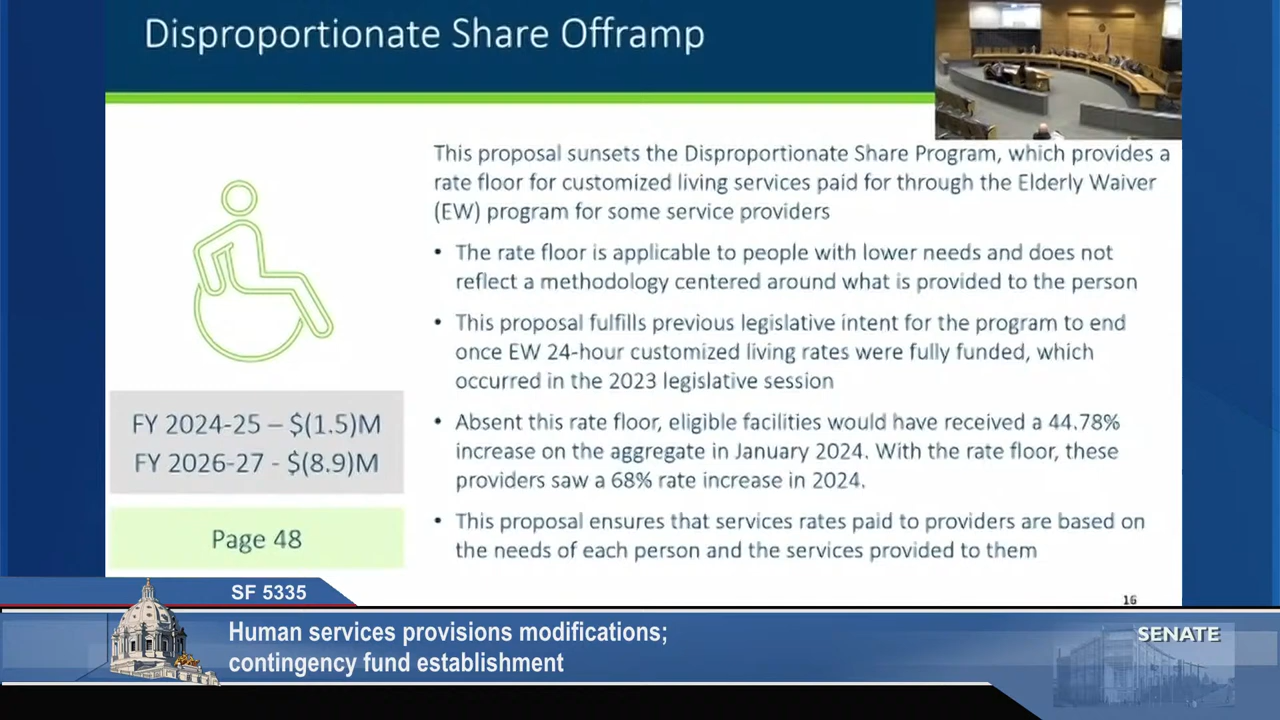 Disproportionate Share Offramp
This proposal sunsets the Disproportionate Share Program, which provides a
rate floor for customized living services paid for through the Elderly Waiver
(EW) program for some service providers
• The rate floor is applicable to people with lower needs and does not
reflect a methodology centered around what is provided to the person
• This proposal fulfills previous legislative intent for the program to end
once EW 24-hour customized living rates were fully funded, which
occurred in the 2023 legislative session
• Absent this rate floor, eligible facilities would have received a 44.78%
increase on the aggregate in January 2024. With the rate floor, these
providers saw a 68% rate increase in 2024.
• This proposal ensures that services rates paid to providers are based on
the needs of each person and the services provided to them
FY 2024-25 – $(1.5)M
FY 2026-27 - $(8.9)M
Page 48
16
SF 5335
Human services provisions modifications;
contingency fund establishment
SENATE